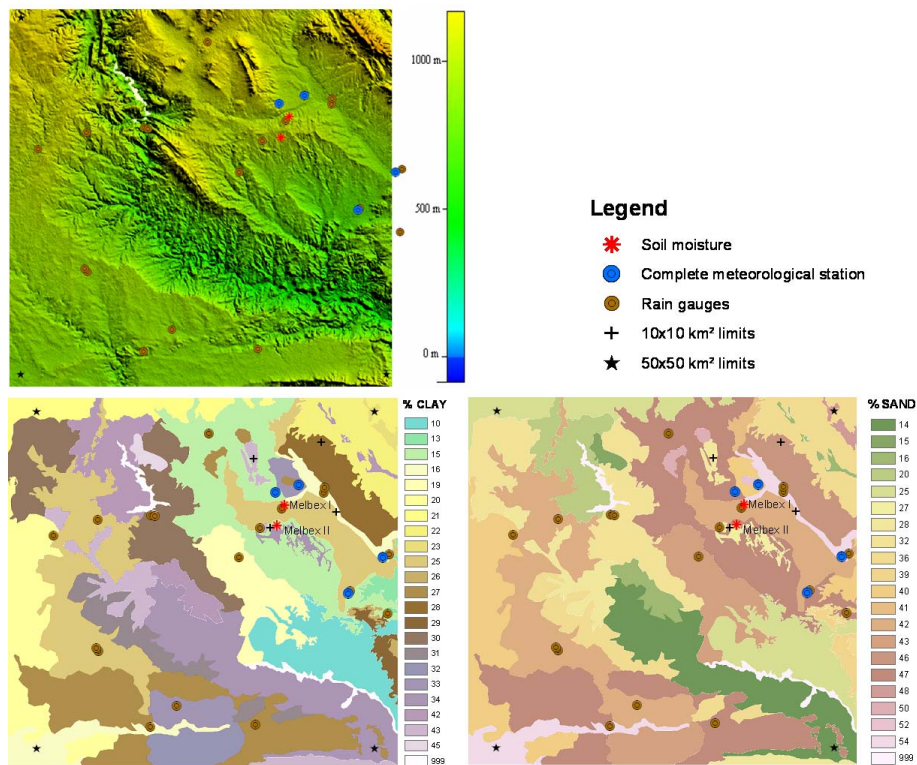 1000 m
500 m
0 m
Legend
Soil moisture
Complete meteorological station
Rain gauges
10x10 km² limits
50x50 km² limits
% CLAY
10
13
15
16
19
20
21
22
23
25
26
27
28
29
30
31
32
33
34
42
43
45
999
Melbex I
Melbex II
% SAND
14
15
16
20
25
27
28
32
36
39
40
41
42
43
46
47
48
50
52
54
999
Melbex I
Melbex II